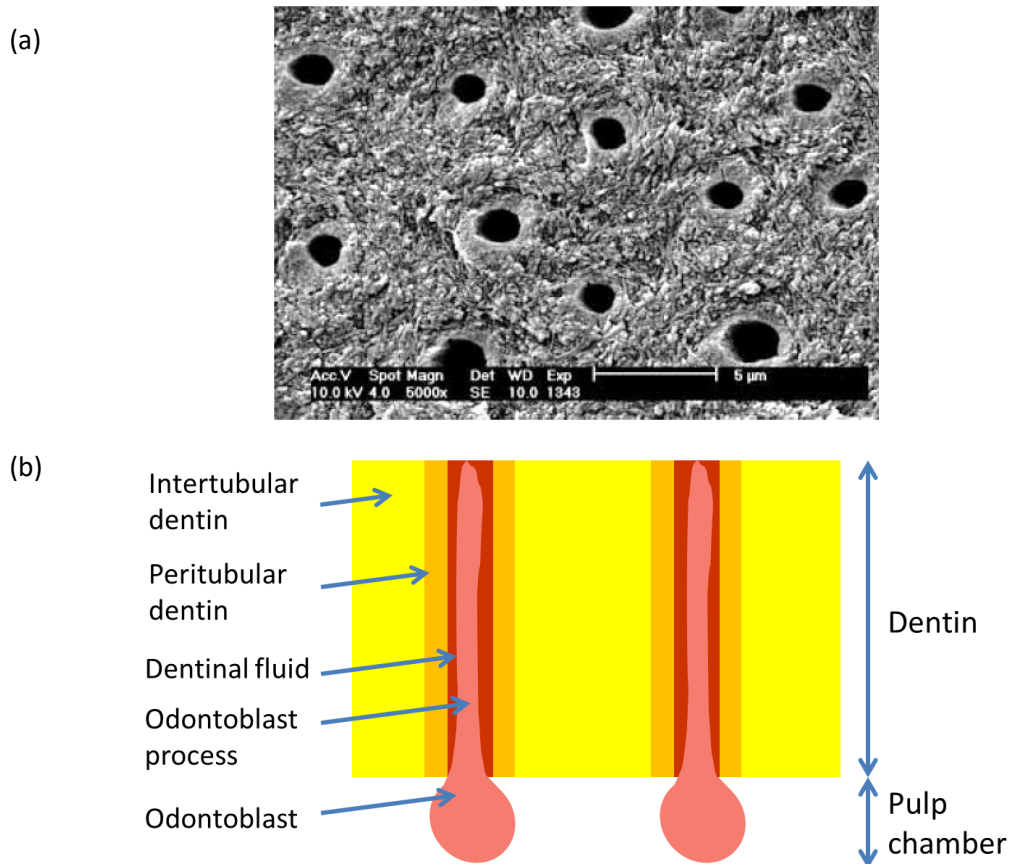 (a)
Acc.V Spot Magn Det WD Exp 5 µm
10.0 kV 4.0 5000x SE 10.0 1343
(b)
Intertubular
dentin
Peritubular
dentin
Dentinal fluid
Odontoblast
process
Odontoblast
Dentin
Pulp
chamber